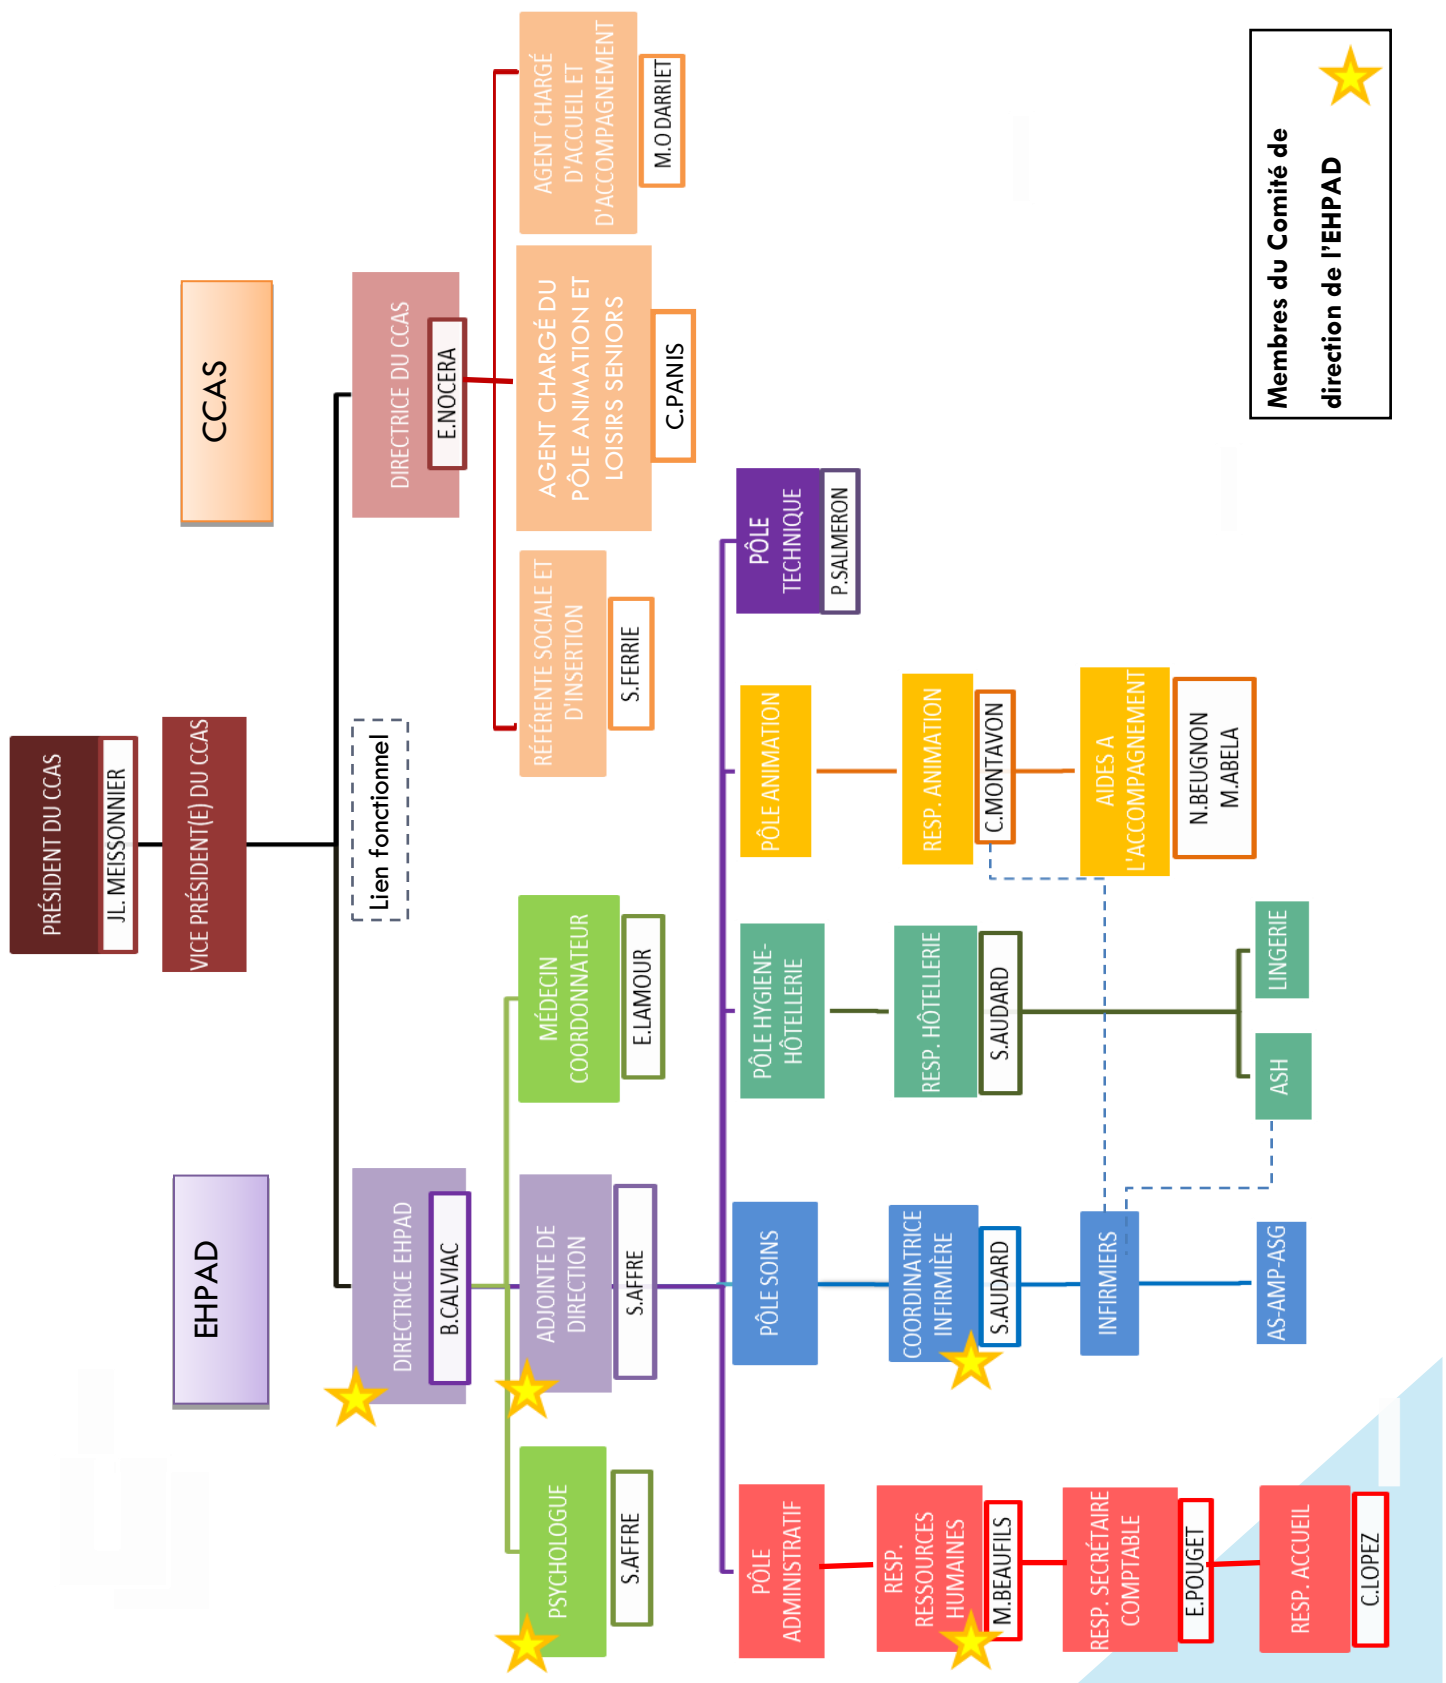 PRÉSIDENT DU CCAS
JL. MEISSONNIER
VICE PRÉSIDENT(E) DU CCAS
EHPAD
CCAS
Lien fonctionnel
DIRECTRICE EHPAD
B.CALVIAC
DIRECTRICE DU CCAS
E.NOCERA
PSYCHOLOGUE
S.AFFRE
ADJOINTE DE
DIRECTION
S.AFFRE
MÉDECIN
COORDONNATEUR
E.LAMOUR
RÉFÉRENTE SOCIALE ET
D'INSERTION
S.FERRIE
AGENT CHARGÉ DU
PÔLE ANIMATION ET
LOISIRS SENIORS
C.PANIS
AGENT CHARGÉ
D'ACCUEIL ET
D'ACCOMPAGNEMENT
M.O DARRIET
PÔLE
ADMINISTRATIF
RESP.
RESSOURCES
HUMAINES
M.BEAUFILS
RESP. SECRÉTAIRE
COMPTABLE
E.POUGET
RESP. ACCUEIL
C.LOPEZ
PÔLE SOINS
COORDINATRICE
INFIRMIÈRE
S.AUDARD
INFIRMIERS
AS-AMP-ASG
PÔLE HYGIENE-
HÔTELLERIE
RESP. HÔTELLERIE
S.AUDARD
ASH
LINGERIE
PÔLE ANIMATION
RESP. ANIMATION
C.MONTAVON
AIDES A
L'ACCOMPAGNEMENT
N.BEUGNON
M.ABELA
PÔLE
TECHNIQUE
P.SALMERON
Membres du Comité de
direction de l'EHPAD